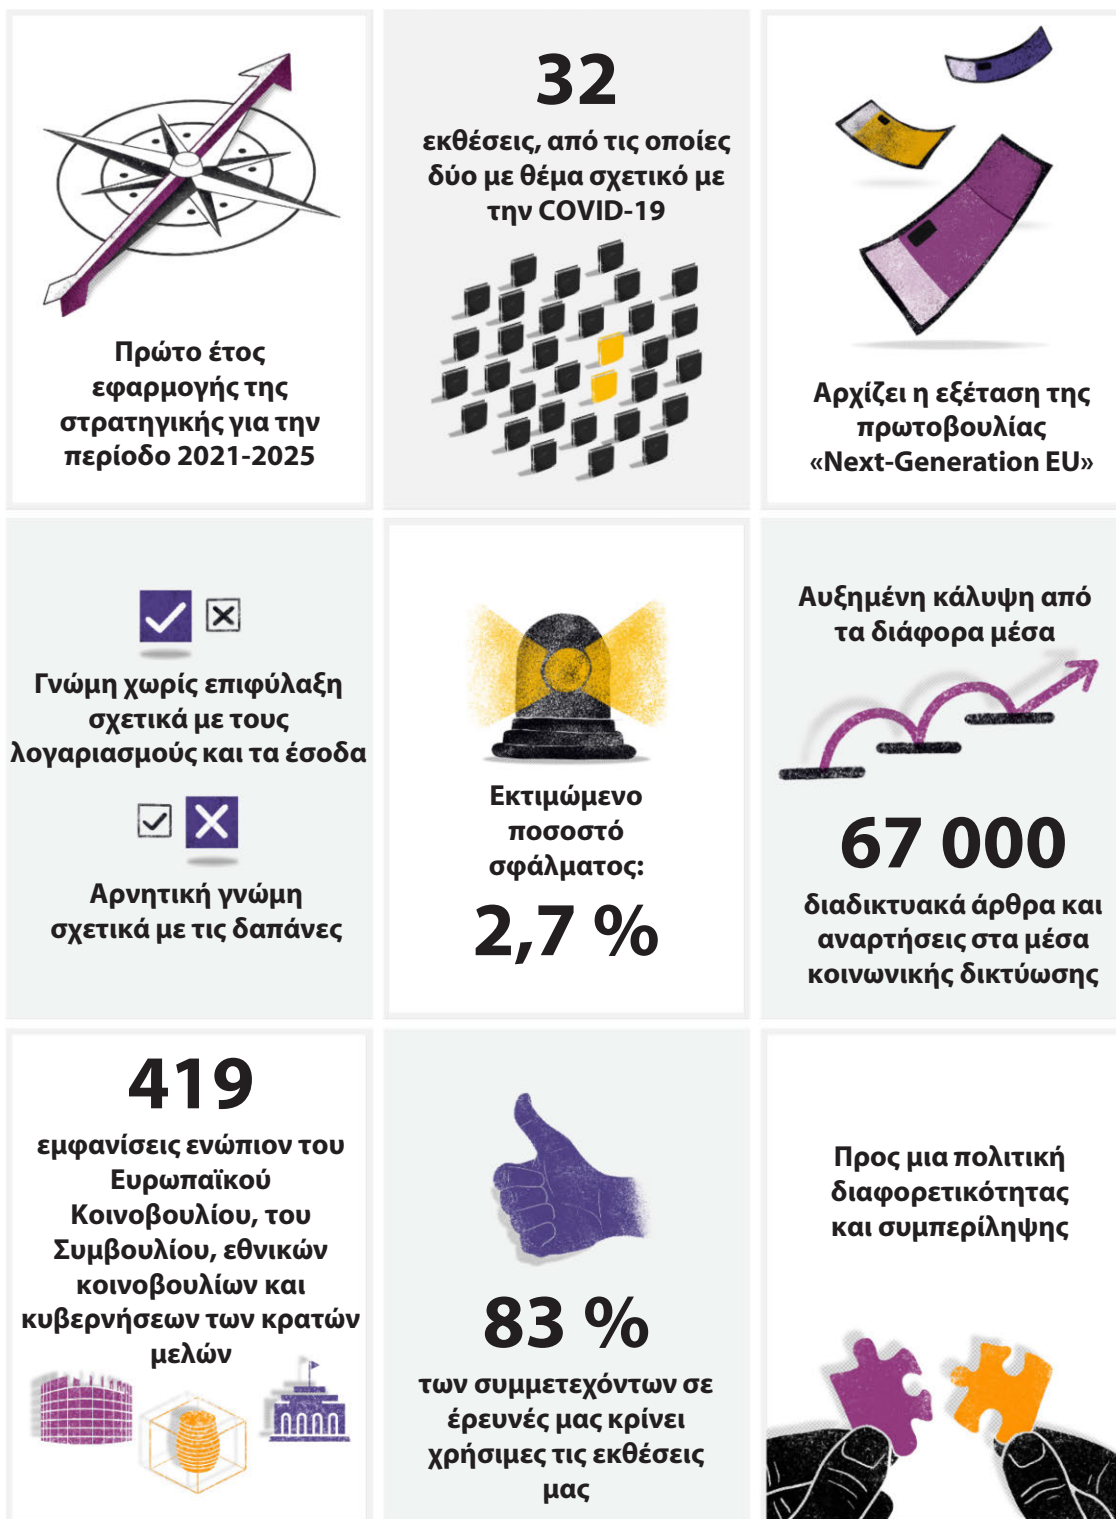 Πρώτο έτος
εφαρμογής της
στρατηγικής για την
περίοδο 2021-2025
32
εκθέσεις, από τις οποίες
δύο με θέμα σχετικό με
την COVID-19
Αρχίζει η εξέταση της
πρωτοβουλίας
«Next-Generation EU»
Γνώμη χωρίς επιφύλαξη
σχετικά με τους
λογαριασμούς και τα έσοδα
Αρνητική γνώμη
σχετικά με τις δαπάνες
Εκτιμώμενο
ποσοστό
σφάλματος:
2,7 %
Αυξημένη κάλυψη από
τα διάφορα μέσα
67 000
διαδικτυακά άρθρα και
αναρτήσεις στα μέσα
κοινωνικής δικτύωσης
419
εμφανίσεις ενώπιον του
Ευρωπαϊκού
Κοινοβουλίου, του
Συμβουλίου, εθνικών
κοινοβουλίων και
κυβερνήσεων των κρατών
μελών
83 %
των συμμετεχόντων σε
έρευνές μας κρίνει
χρήσιμες τις εκθέσεις
μας
Προς μια πολιτική
διαφορετικότητας
και συμπερίληψης